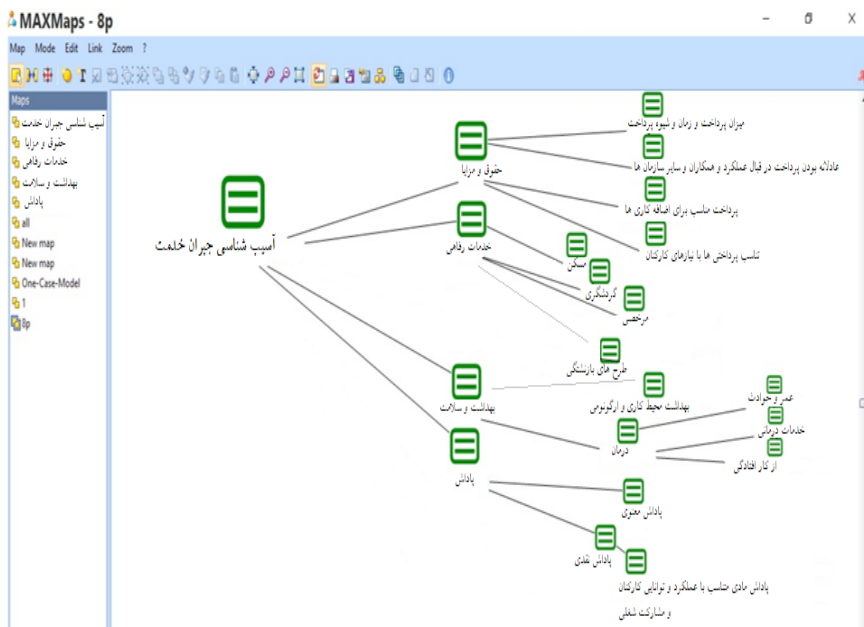 MAXMaps - 8p
Map Mode Edit Link Zoom ?
Maps
آسیب شناسی جبران خدمت
حقوق و مزایا
خدمات رفاهی
بهداشت و سلامت
پاداش
all
New map
New map
One-Case-Model
1
8p
آسیب شناسی جبران خدمت
حقوق و مزایا
میزان پرداخت و زمان و شیوه پرداخت
عادلانه بودن پرداخت در قبال عملکرد و همکاران و سایر سازمان ها
پرداخت مناسب برای اضافه کاری ها
تناسب پرداختی ها با نیازهای کارکنان
خدمات رفاهی
مسکن
گردشگری
مرخصی
طرح های بازنشتگی
بهداشت و سلامت
بهداشت محیط کاری و ارگونومی
درمان
عمر و حوادث
خدمات درمانی
از کار افتادگی
پاداش
پاداش معنوی
پاداش نقدی
پاداش مادی متناسب با عملکرد و توانایی کارکنان
و مشارکت شغلی